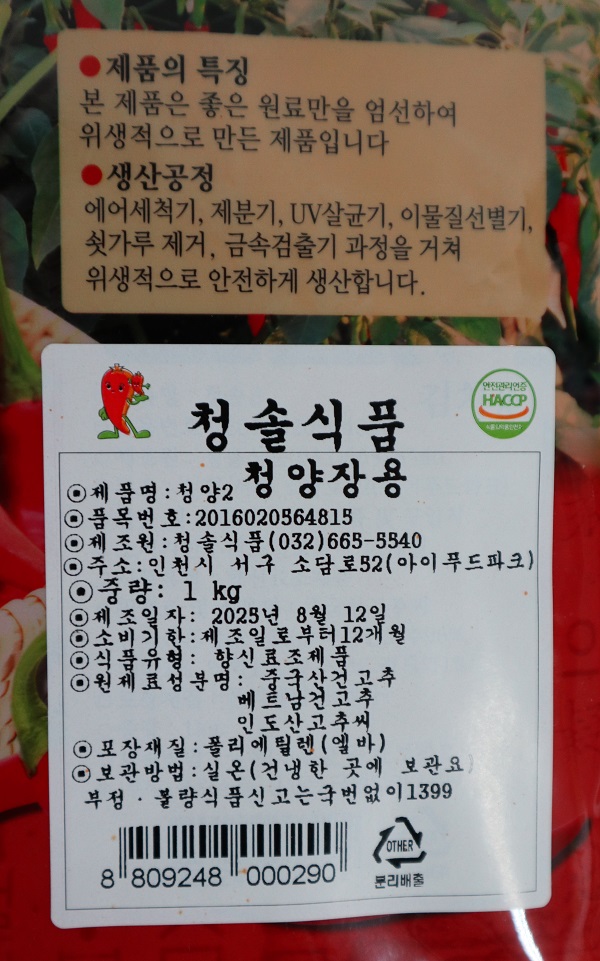 ●제품의 특징
본 제품은 좋은 원료만을 엄선하여
위생적으로 만든 제품입니다
●생산공정
에어세척기, 제분기, UV살균기, 이물질선별기,
쇳가루 제거, 금속검출기 과정을 거쳐
위생적으로 안전하게 생산합니다.
안전관리인증
HACCP
청솔식품
청양장용
◉제품명:청양2
◉품목번호:2016020564815
◉제조원:청솔식품(032)665-5540
◉주소:인천시 서구 소담로52(아이푸드파크)
◉중량: 1 kg
◉제조일자: 2025년 8월 12일
◉소비기한:제조일로부터12개월
◉식품유형: 향신료조제품
◉원제료성분명: 중국산건고추
베트남건고추
인도산고추씨
◉포장재질:폴리에틸렌(엘바)
◉보관방법:실온(건냉한 곳에 보관요)
부정·불량식품신고는국번없이1399
8 809248 000290
OTHER
분리배출